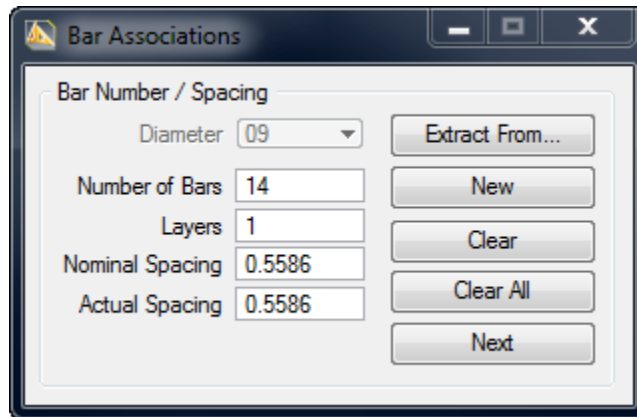 Bar Associations
Bar Number / Spacing
Diameter 09 Extract From...
Number of Bars 14 New
Layers 1
Clear
Nominal Spacing 0.5586
Clear All
Actual Spacing 0.5586
Next